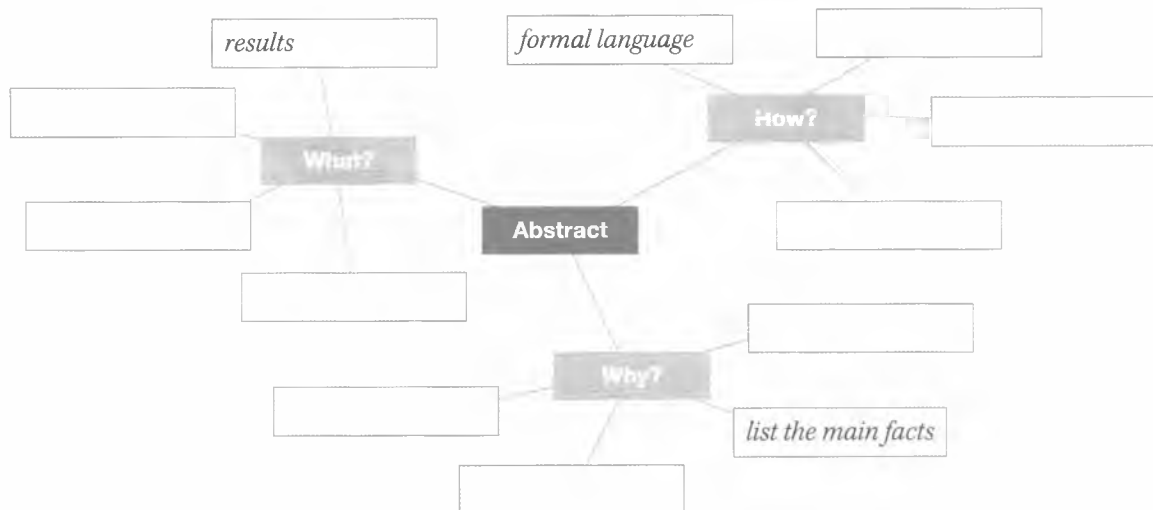 results
formal language
How?
What?
Abstract
Why?
list the main facts